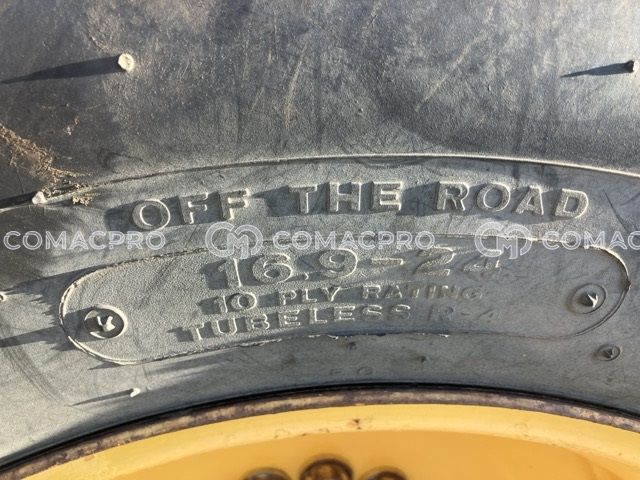 OFF THE ROAD
COMACPRO COMACPRO COMACPRO
16.9-24
10 PLY RATING
TUBELESS R-4